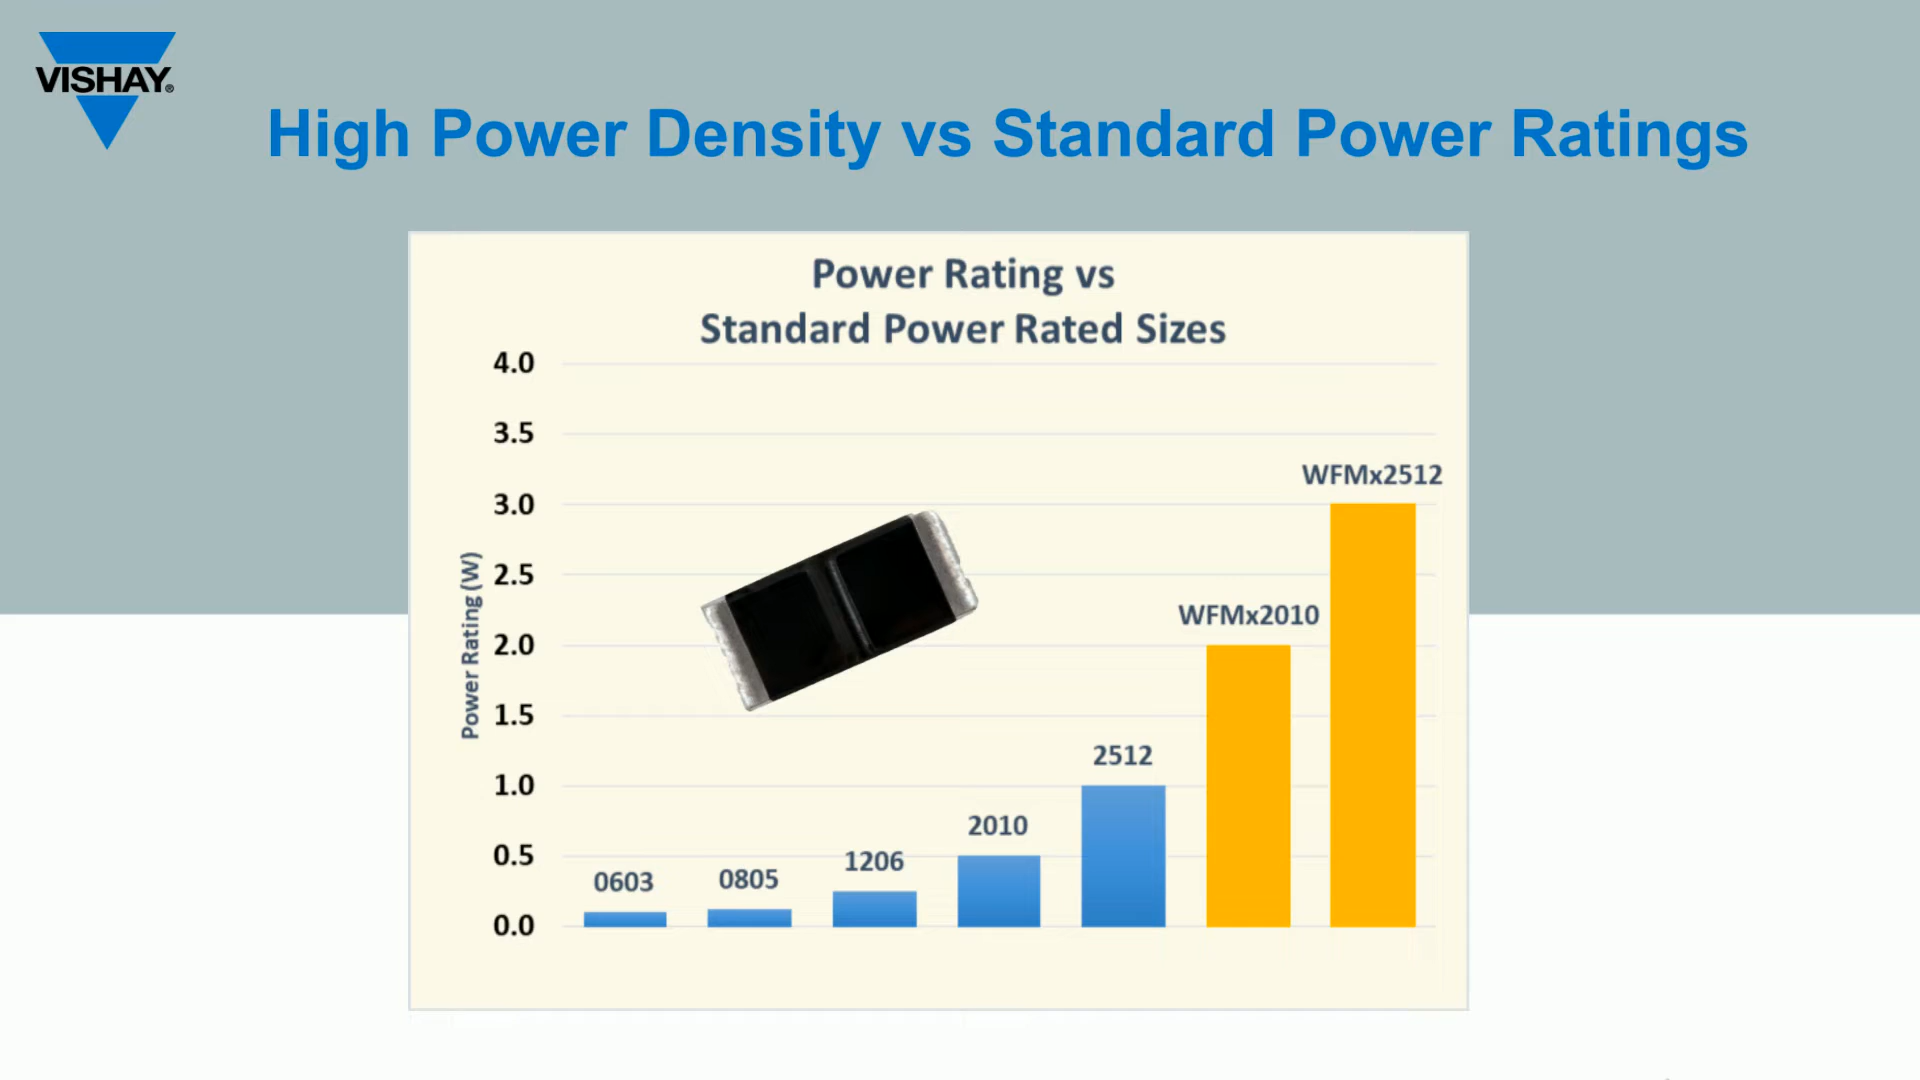 VISHAY®
High Power Density vs Standard Power Ratings
Power Rating vs
Standard Power Rated Sizes
4.0
3.5
3.0
2.5
2.0
1.5
1.0
0.5
0.0
Power Rating (W)
0603
0805
1206
2010
2512
WFMx2010
WFMx2512